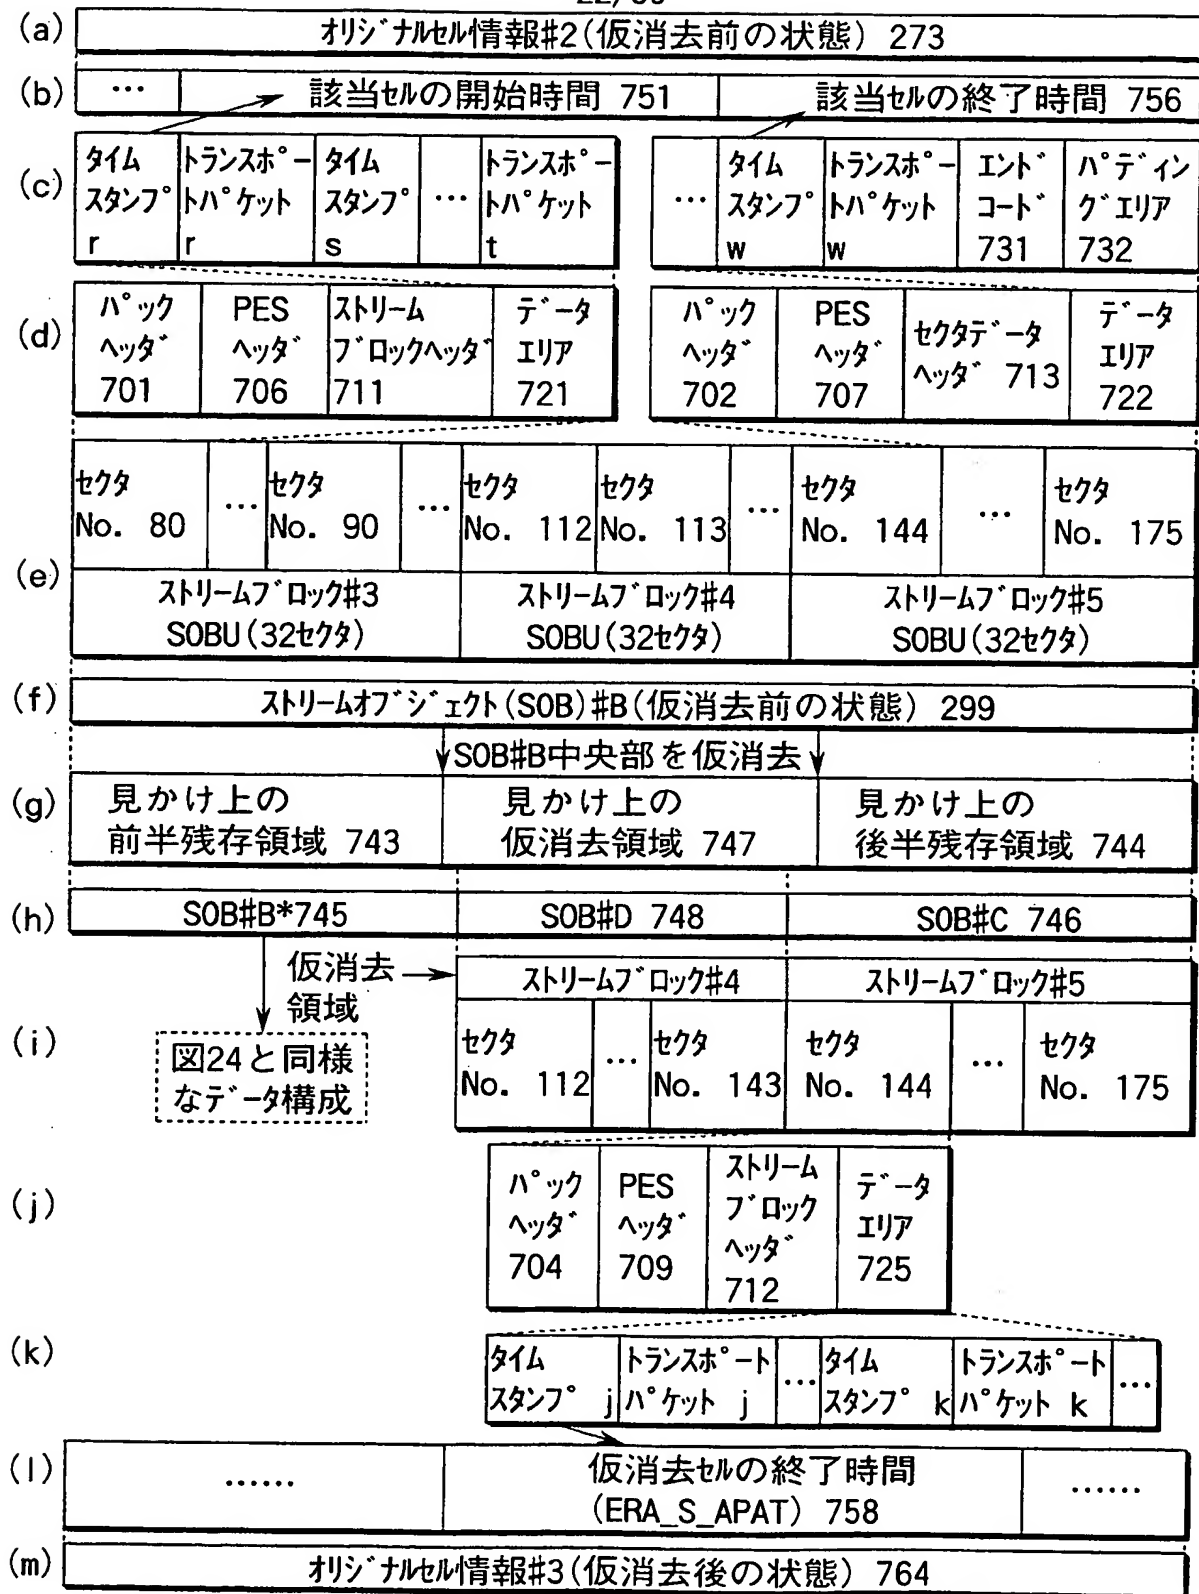 (a) オリジナルセル情報#2(仮消去前の状態) 273
(b) … 該当セルの開始時間 751 該当セルの終了時間 756
(c)
タイム
スタンプ
r
トランスポー
トパケット
r
タイム
スタンプ
s
…
トランスポー
トパケット
t
…
タイム
スタンプ
w
トランスポー
トパケット
w
エンド
コード
731
パディン
グエリア
732
(d)
パック
ヘッダ
701
PES
ヘッダ
706
ストリーム
ブロックヘッダ
711
データ
エリア
721
パック
ヘッダ
702
PES
ヘッダ
707
セクタデータ
ヘッダ 713
データ
エリア
722
(e)
セクタ
No. 80
…
セクタ
No. 90
…
セクタ
No. 112
セクタ
No. 113
…
セクタ
No. 144
…
セクタ
No. 175
ストリームブロック#3
SOBU(32セクタ)
ストリームブロック#4
SOBU(32セクタ)
ストリームブロック#5
SOBU(32セクタ)
(f) ストリームオブジェクト(SOB)#B(仮消去前の状態) 299
SOB#B中央部を仮消去
(g)
見かけ上の
前半残存領域 743
見かけ上の
仮消去領域 747
見かけ上の
後半残存領域 744
(h) SOB#B*745 SOB#D 748 SOB#C 746
仮消去
領域
図24と同様
なデータ構成
(i)
ストリームブロック#4 ストリームブロック#5
セクタ
No. 112
…
セクタ
No. 143
セクタ
No. 144
…
セクタ
No. 175
(j)
パック
ヘッダ
704
PES
ヘッダ
709
ストリーム
ブロック
ヘッダ
712
データ
エリア
725
(k)
タイム
スタンプ j
トランスポート
パケット j
…
タイム
スタンプ k
トランスポート
パケット k
…
(l)
……
仮消去セルの終了時間
(ERA_S_APAT) 758
……
(m) オリジナルセル情報#3(仮消去後の状態) 764